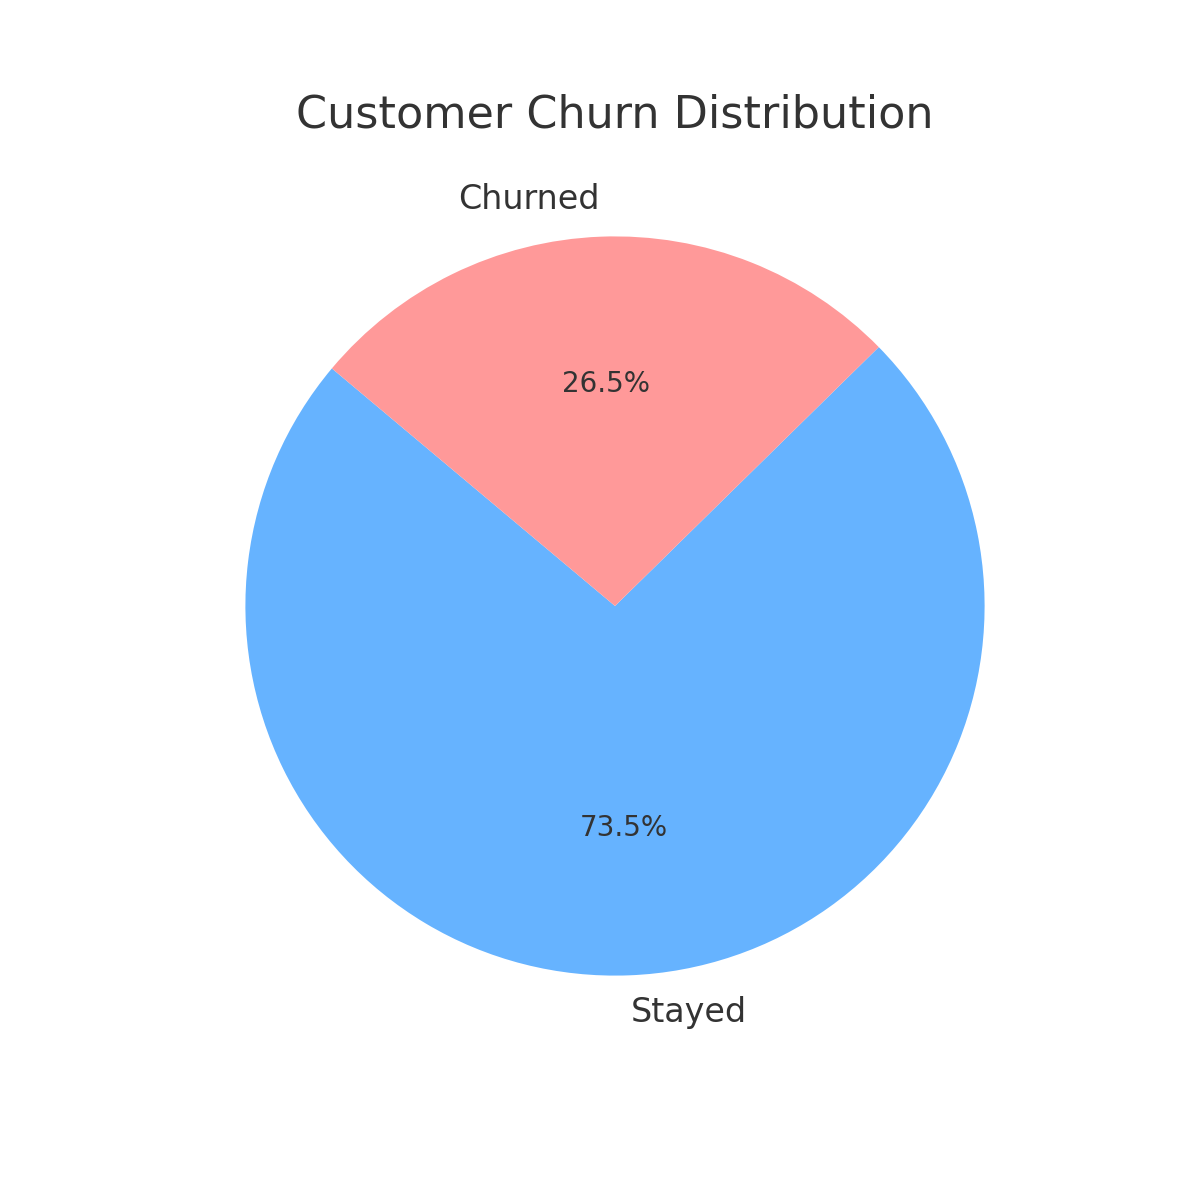 Customer Churn Distribution
Churned
26.5%
73.5%
Stayed